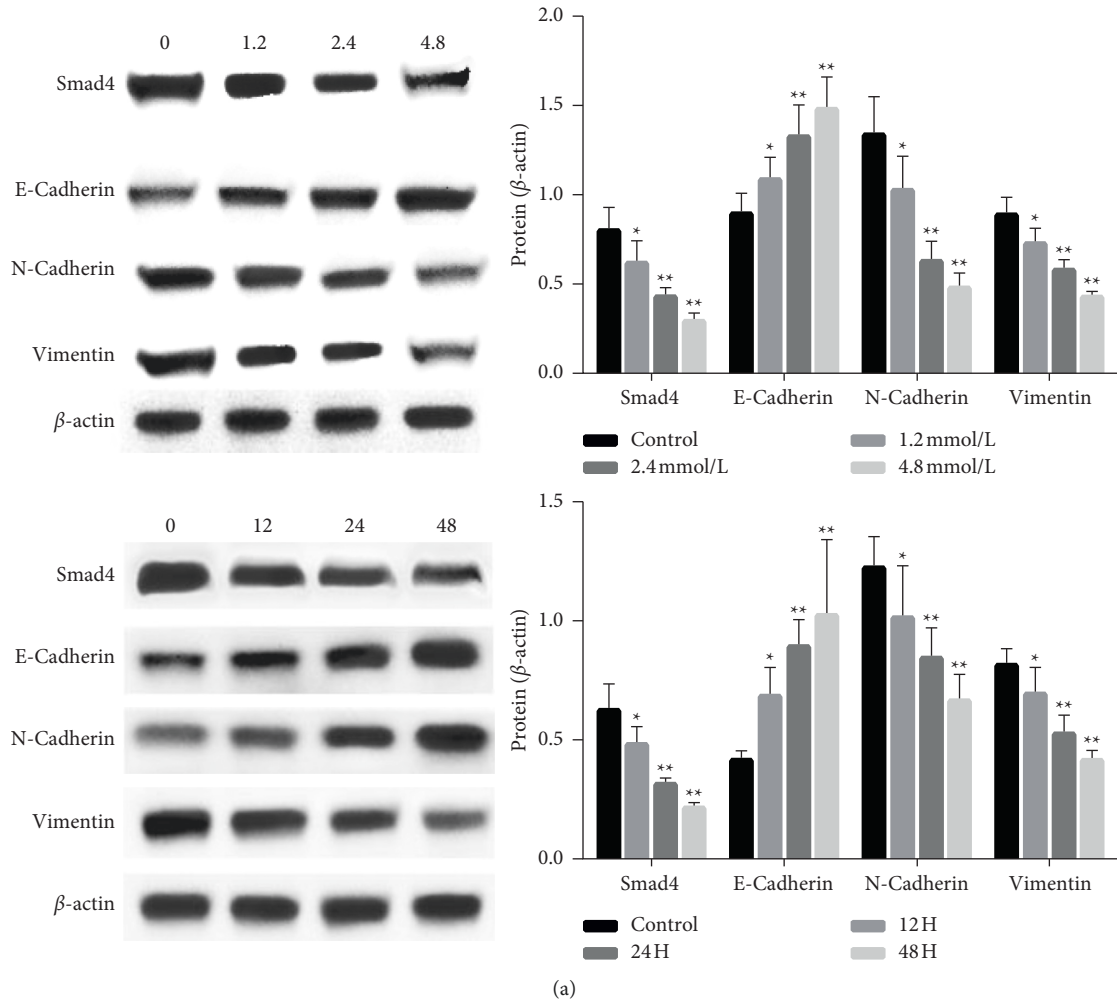 0 1.2 2.4 4.8
Smad4
E-Cadherin
N-Cadherin
Vimentin
β-actin
2.0
1.5
1.0
0.5
0.0
Protein (β-actin)
* ** **
* ** **
* ** **
* ** **
Smad4 E-Cadherin N-Cadherin Vimentin
Control 1.2 mmol/L
2.4 mmol/L 4.8 mmol/L
0 12 24 48
Smad4
E-Cadherin
N-Cadherin
Vimentin
β-actin
1.5
1.0
0.5
0.0
Protein (β-actin)
* ** **
* ** **
* ** **
* ** **
Smad4 E-Cadherin N-Cadherin Vimentin
Control 12 H
24 H 48 H
(a)